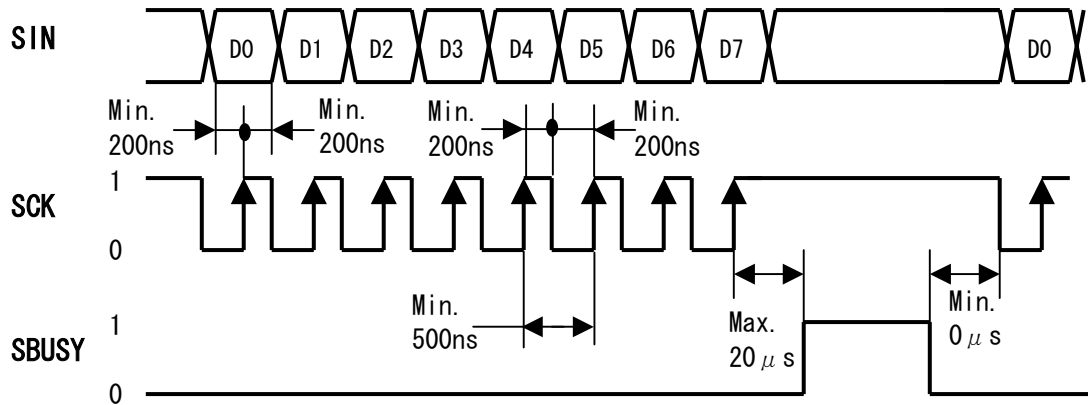 SIN
D0 D1 D2 D3 D4 D5 D6 D7 D0
Min. Min. Min. Min.
200ns 200ns 200ns 200ns
1
SCK
0
Min.
500ns
Max.
20μs
Min.
0μs
1
SBUSY
0